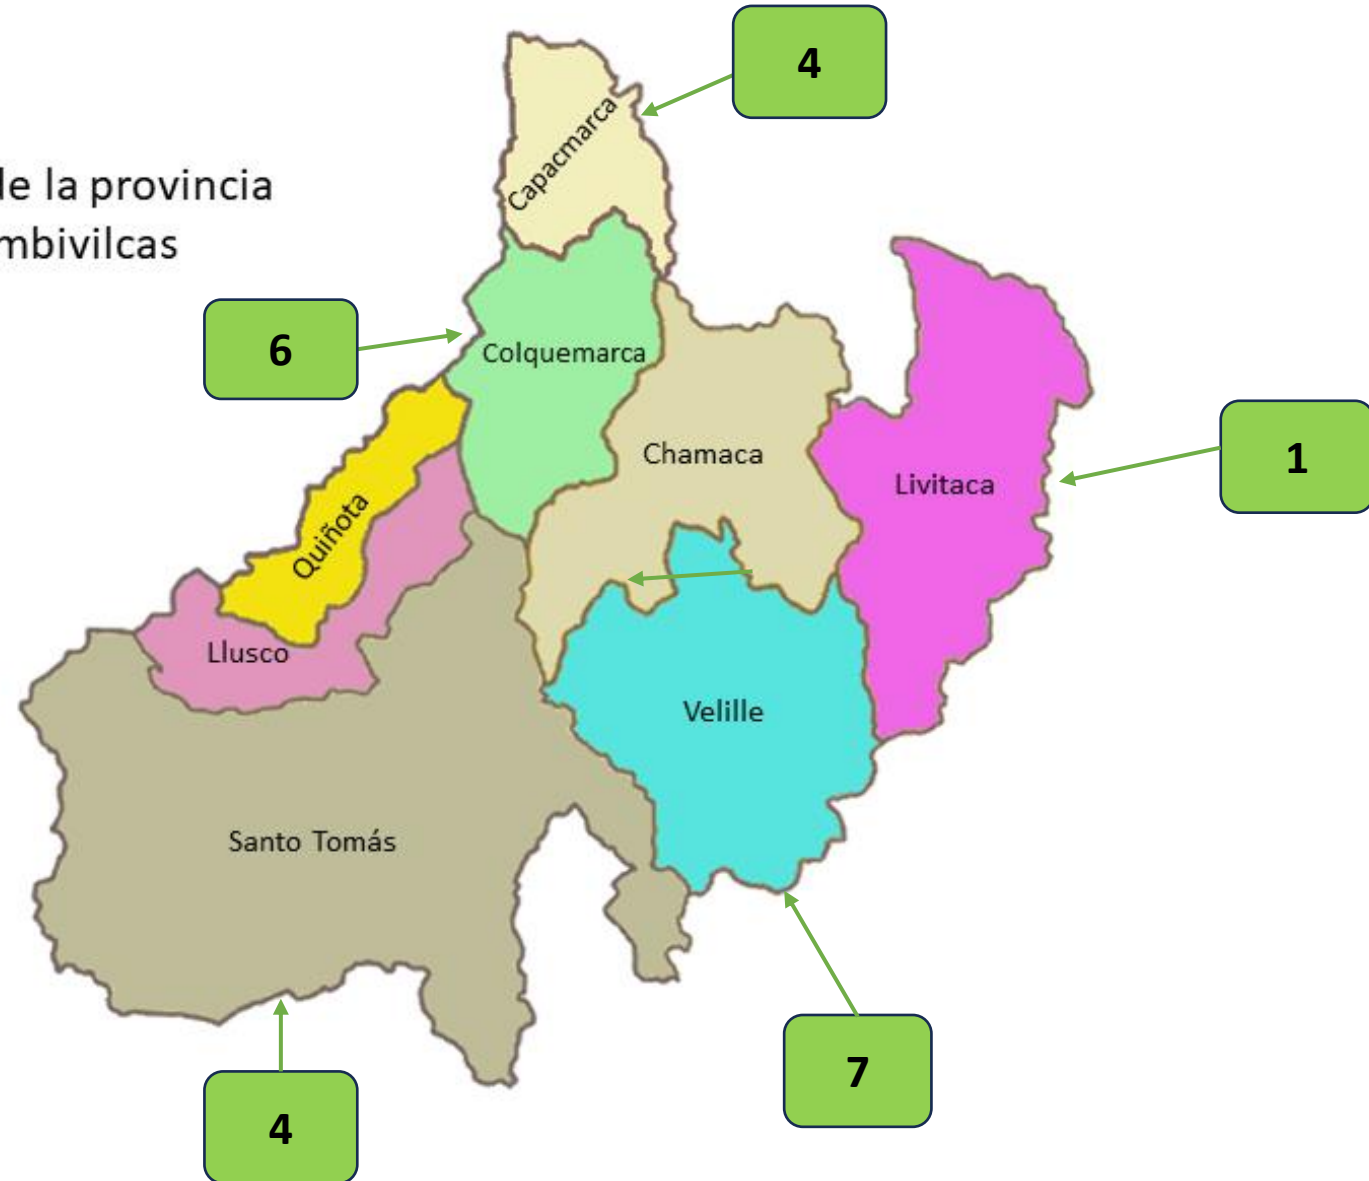 4
Capacmarca
le la provincia
mbivilcas
6
Colquemarca
Chamaca
Livitaca
1
Quiñota
Llusco
Velille
Santo Tomás
7
4